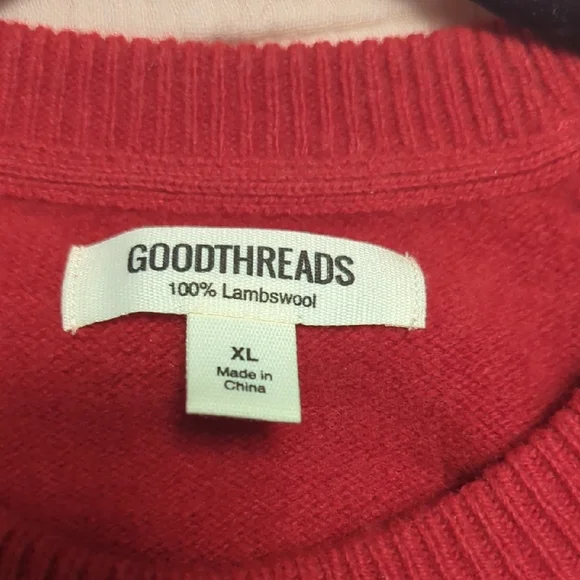 GOODTHREADS
100% Lambswool
XL
Made in
China